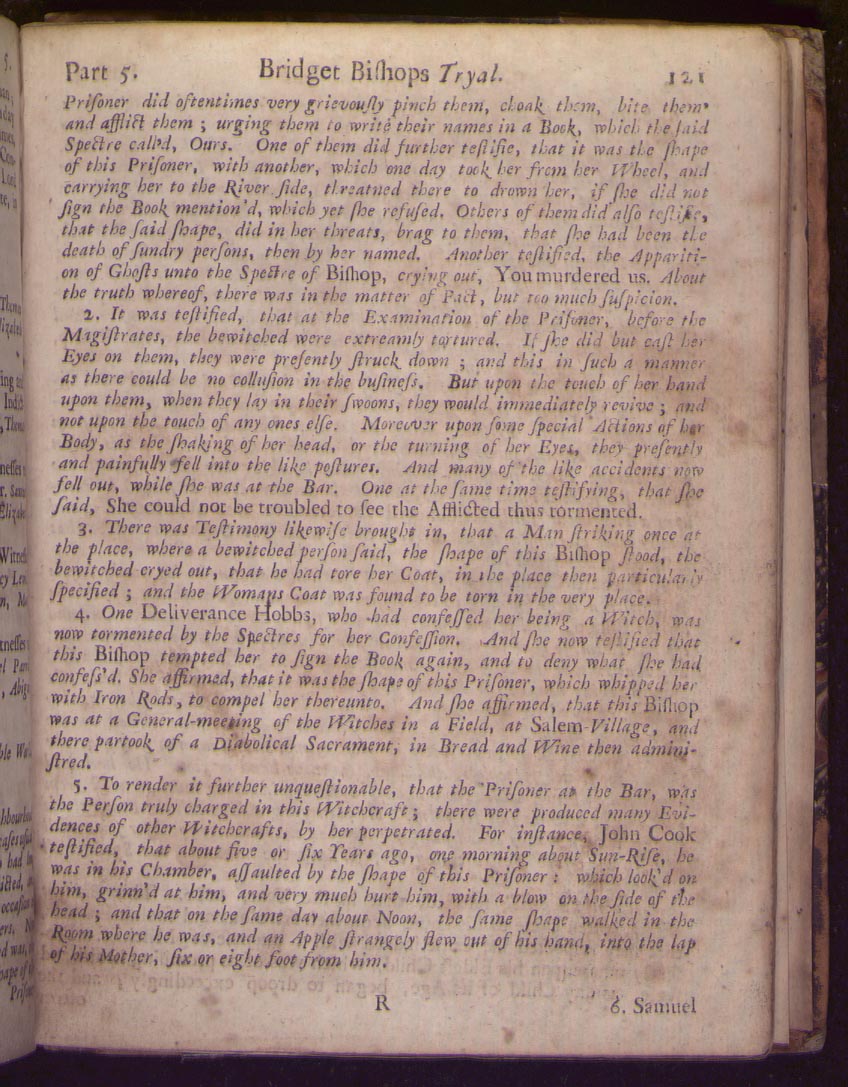 Part 5. Bridget Biſhops Tryal. 121
Priſoner did oftentimes very grievouſly pinch them, choak them, bite them,
and afflict them ; urging them to write their names in a Book, which the ſaid
Spectre call'd, Ours. One of them did further teſtifie, that it was the ſhape
of this Priſoner, with another, which one day took her from her Wheel, and
carrying her to the River ſide, threatned there to drown her, if ſhe did not
ſign the Book mention'd, which yet ſhe refuſed. Others of them did alſo teſtifie,
that the ſaid ſhape, did in her threats, brag to them, that ſhe had been the
death of ſundry perſons, then by her named. Another teſtified, the Appariti-
on of Ghoſts unto the Spectre of Biſhop, crying out, You murdered us. About
the truth whereof, there was in the matter of Fact, but too much ſuſpicion.
2. It was teſtified, that at the Examination of the Priſoner, before the
Magiſtrates, the bewitched were extreamly tortured. If ſhe did but caſt her
Eyes on them, they were preſently ſtruck down ; and this in ſuch a manner
as there could be no colluſion in the buſineſs. But upon the touch of her hand
upon them, when they lay in their ſwoons, they would immediately revive ; and
not upon the touch of any ones elſe. Moreover upon ſome ſpecial Actions of her
Body, as the ſhaking of her head, or the turning of her Eyes, they preſently
and painfully fell into the like poſtures. And many of the like accidents now
fell out, while ſhe was at the Bar. One at the ſame time teſtifying, that ſhe
ſaid, She could not be troubled to ſee the Afflicted thus tormented.
3. There was Teſtimony likewiſe brought in, that a Man ſtriking once at
the place, where a bewitched perſon ſaid, the ſhape of this Biſhop ſtood, the
bewitched cryed out, that he had tore her Coat, in the place then particularly
ſpecified ; and the Womans Coat was found to be torn in the very place.
4. One Deliverance Hobbs, who had confeſſed her being a Witch, was
now tormented by the Spectres for her Confeſſion. And ſhe now teſtified that
this Biſhop tempted her to ſign the Book again, and to deny what ſhe had
confeſs'd. She affirmed, that it was the ſhape of this Priſoner, which whipped her
with Iron Rods, to compel her thereunto. And ſhe affirmed, that this Biſhop
was at a General-meeting of the Witches in a Field, at Salem-Village, and
there partook of a Diabolical Sacrament, in Bread and Wine then admini-
ſtred.
5. To render it further unqueſtionable, that the Priſoner at the Bar, was
the Perſon truly charged in this Witchcraft ; there were produced many Evi-
dences of other Witchcrafts, by her perpetrated. For inſtance, John Cook
teſtified, that about five or ſix Years ago, one morning about Sun-Riſe, he
was in his Chamber, aſſaulted by the ſhape of this Priſoner : which look'd on
him, grinn'd at him, and very much hurt him, with a blow on the ſide of the
head ; and that on the ſame day about Noon, the ſame ſhape walked in the
Room where he was, and an Apple ſtrangely flew out of his hand, into the lap
of his Mother, ſix or eight foot from him.
R 6. Samuel